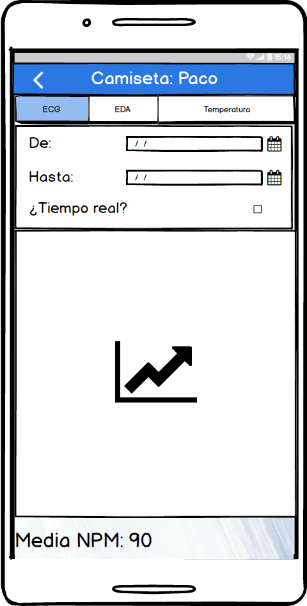 15:14
Camiseta: Paco
ECG EDA Temperatura
De: / /
Hasta: / /
¿Tiempo real?
Media NPM: 90